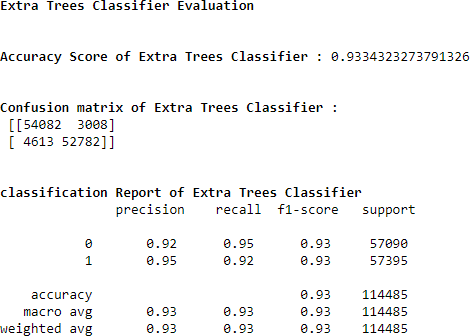 Extra Trees Classifier Evaluation
Accuracy Score of Extra Trees Classifier : 0.9334323273791326
Confusion matrix of Extra Trees Classifier :
[[54082  3008]
[ 4613 52782]]
classification Report of Extra Trees Classifier
precision    recall  f1-score   support
0       0.92      0.95      0.93     57090
1       0.95      0.92      0.93     57395
accuracy                           0.93    114485
macro avg       0.93      0.93      0.93    114485
weighted avg       0.93      0.93      0.93    114485